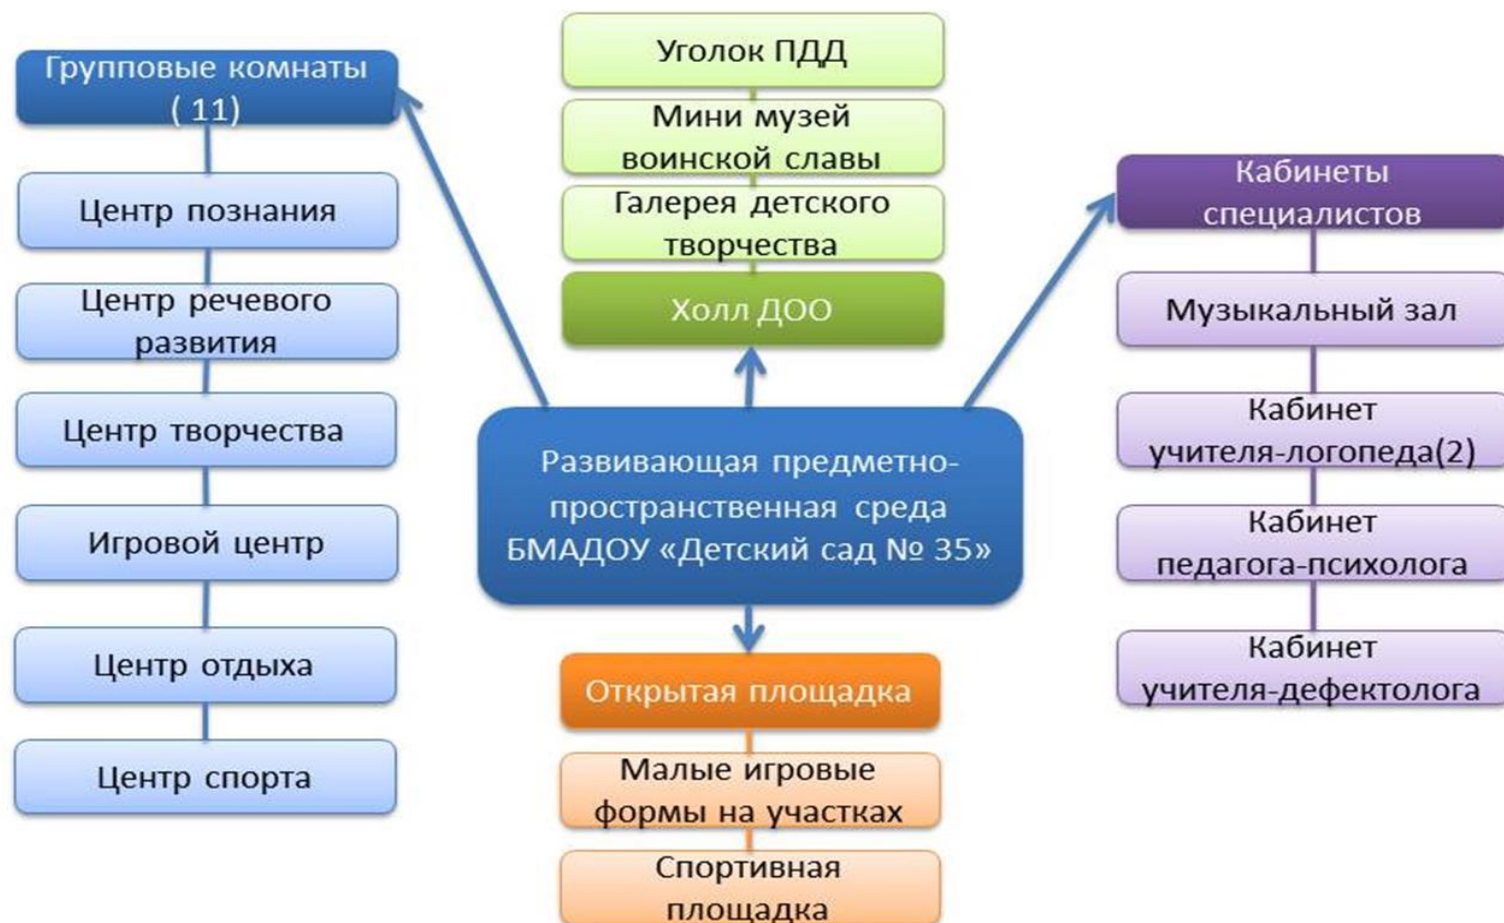 Групповые комнаты
( 11)
Центр познания
Центр речевого
развития
Центр творчества
Игровой центр
Центр отдыха
Центр спорта
Уголок ПДД
Мини музей
воинской славы
Галерея детского
творчества
Холл ДОО
Развивающая предметно-
пространственная среда
БМАДОУ «Детский сад № 35»
Открытая площадка
Малые игровые
формы на участках
Спортивная
площадка
Кабинеты
специалистов
Музыкальный зал
Кабинет
учителя-логопеда(2)
Кабинет
педагога-психолога
Кабинет
учителя-дефектолога